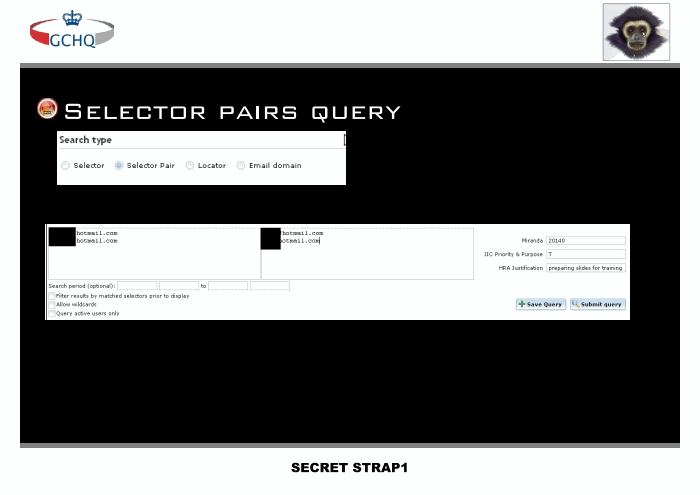 GCHQ
SELECTOR PAIRS QUERY
Search type
Selector Selector Pair Locator Email domain
hotmail.com hotmail.com
hotmail.com otmail.com
Miranda 20140
JIC Priority & Purpose T
HRA Justification preparing slides for training
Search period (optional): to
Filter results by matched selectors prior to display
Allow wildcards
Query active users only
Save Query Submit query
SECRET STRAP1